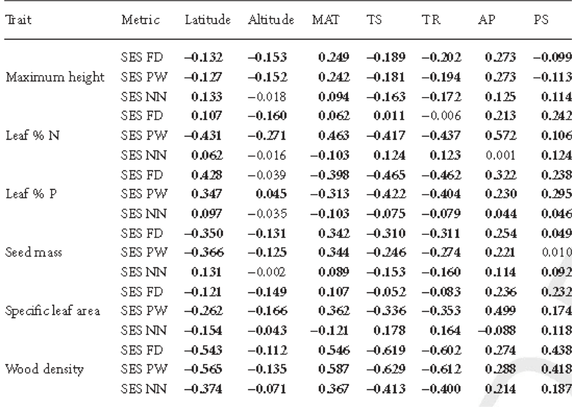 Trait Metric Latitude Altitude MAT TS TR AP PS
SES FD −0.132 −0.153 0.249 −0.189 −0.202 0.273 −0.099
Maximum height SES PW −0.127 −0.152 0.242 −0.181 −0.194 0.273 −0.113
SES NN 0.133 −0.018 0.094 −0.163 −0.172 0.125 0.114
SES FD 0.107 −0.160 0.062 0.011 −0.006 0.213 0.242
Leaf % N SES PW −0.431 −0.271 0.463 −0.417 −0.437 0.572 0.106
SES NN 0.062 −0.016 −0.103 0.124 0.123 0.001 0.124
SES FD 0.428 −0.039 −0.398 −0.465 −0.462 0.322 0.238
Leaf % P SES PW 0.347 0.045 −0.313 −0.422 −0.404 0.230 0.295
SES NN 0.097 −0.035 −0.103 −0.075 −0.079 0.044 0.046
SES FD −0.350 −0.131 0.342 −0.310 −0.311 0.254 0.049
Seed mass SES PW −0.366 −0.125 0.344 −0.246 −0.274 0.221 0.010
SES NN 0.131 −0.002 0.089 −0.153 −0.160 0.114 0.092
SES FD −0.121 −0.149 0.107 −0.052 −0.083 0.236 0.232
Specific leaf area SES PW −0.262 −0.166 0.362 −0.336 −0.353 0.499 0.174
SES NN −0.154 −0.043 −0.121 0.178 0.164 −0.088 0.118
SES FD −0.543 −0.112 0.546 −0.619 −0.602 0.274 0.438
Wood density SES PW −0.565 −0.135 0.587 −0.629 −0.612 0.288 0.418
SES NN −0.374 −0.071 0.367 −0.413 −0.400 0.214 0.187